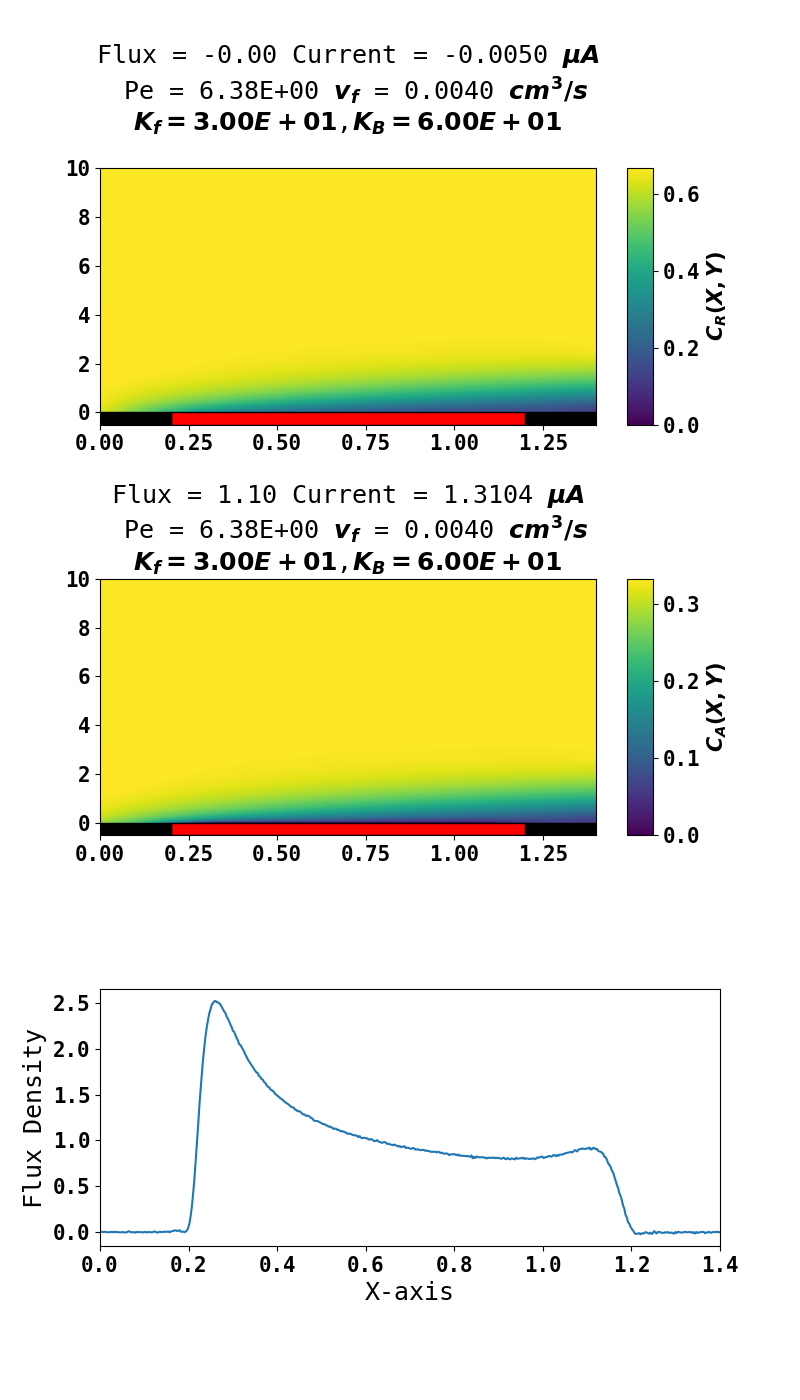 Flux = -0.00 Current = -0.0050 μA
Pe = 6.38E+00 v_f = 0.0040 cm³/s
K_f = 3.00E + 01, K_B = 6.00E + 01
10
8
6
4
2
0
0.00 0.25 0.50 0.75 1.00 1.25
0.6
0.4
0.2
0.0
C_R(X, Y)
Flux = 1.10 Current = 1.3104 μA
Pe = 6.38E+00 v_f = 0.0040 cm³/s
K_f = 3.00E + 01, K_B = 6.00E + 01
10
8
6
4
2
0
0.00 0.25 0.50 0.75 1.00 1.25
0.3
0.2
0.1
0.0
C_A(X, Y)
Flux Density
2.5
2.0
1.5
1.0
0.5
0.0
0.0 0.2 0.4 0.6 0.8 1.0 1.2 1.4
X-axis